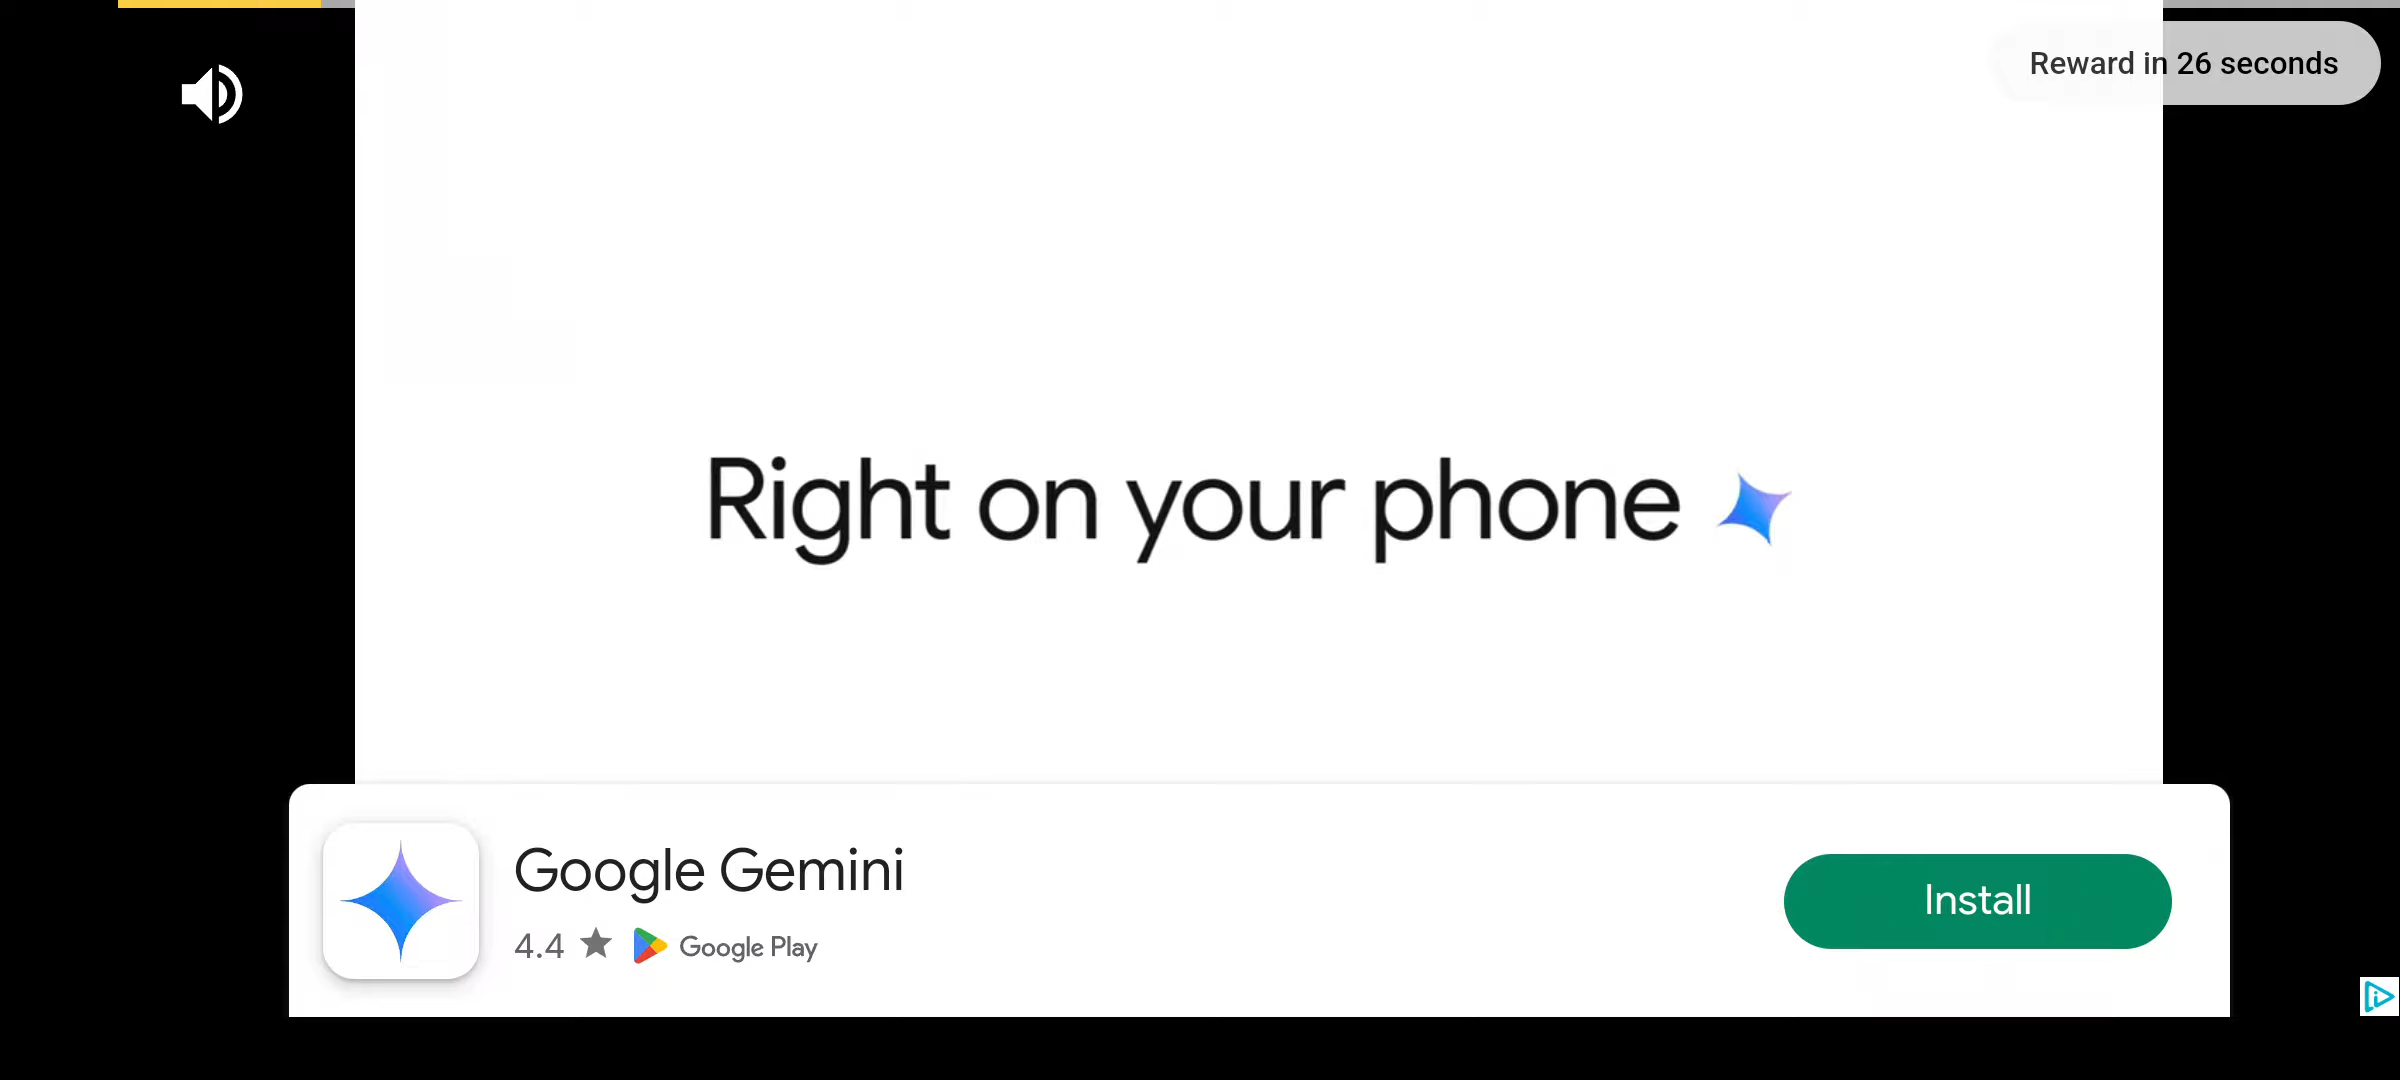 Reward in 26 seconds
Right on your phone
Google Gemini
4.4 ★ Google Play
Install